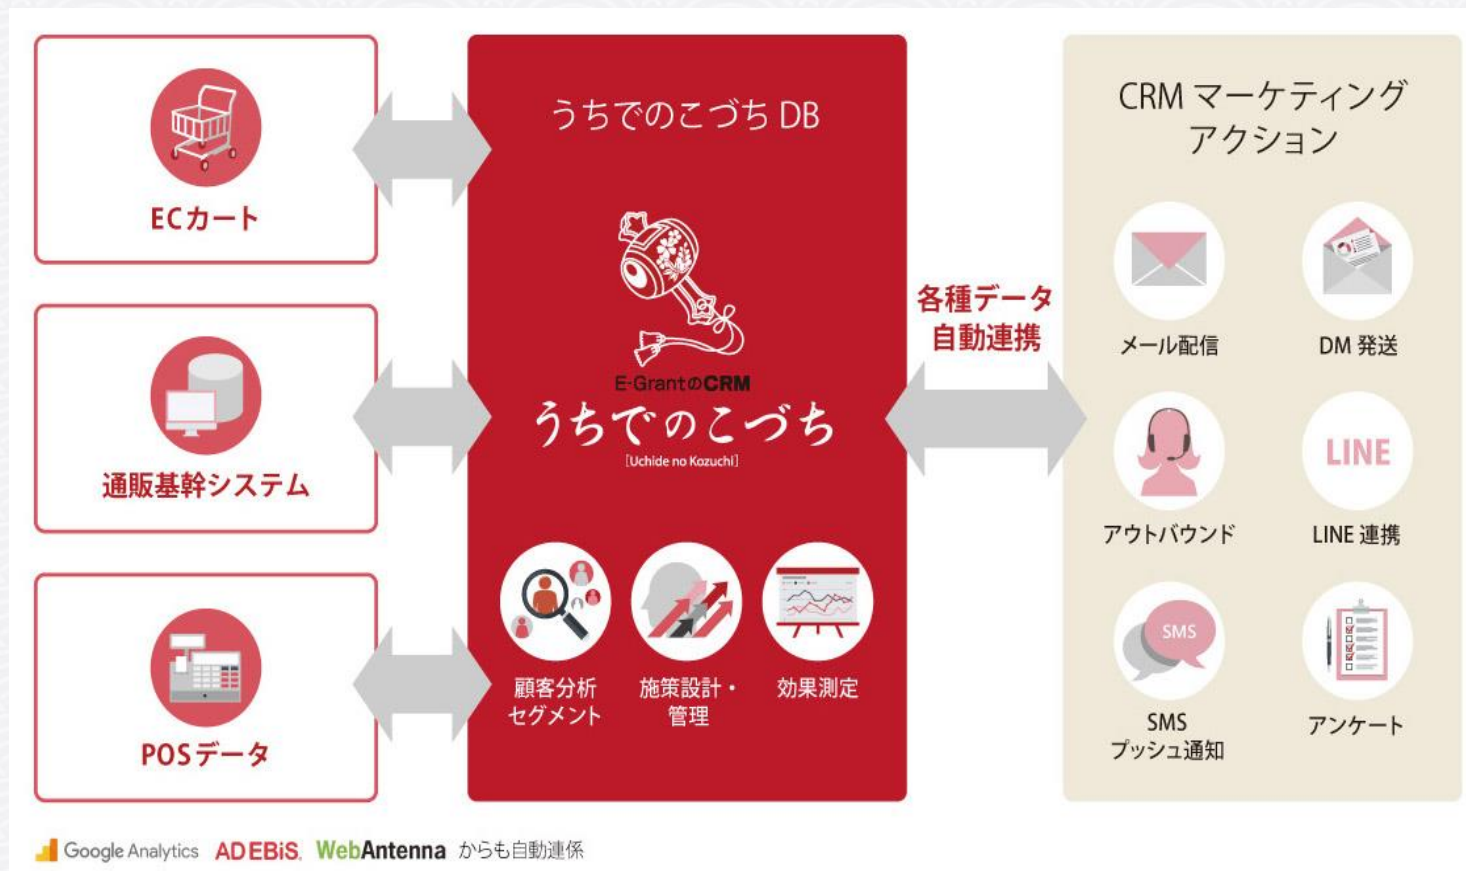 ECカート
通販基幹システム
POSデータ
うちでのこづち DB
E-GrantのCRM
うちでのこづち
[Uchide no Kozuchi]
顧客分析
セグメント
施策設計・
管理
効果測定
各種データ
自動連携
CRM マーケティング
アクション
メール配信
DM 発送
アウトバウンド
LINE
LINE 連携
SMS
SMS
プッシュ通知
アンケート
Google Analytics AD EBiS. WebAntenna からも自動連係